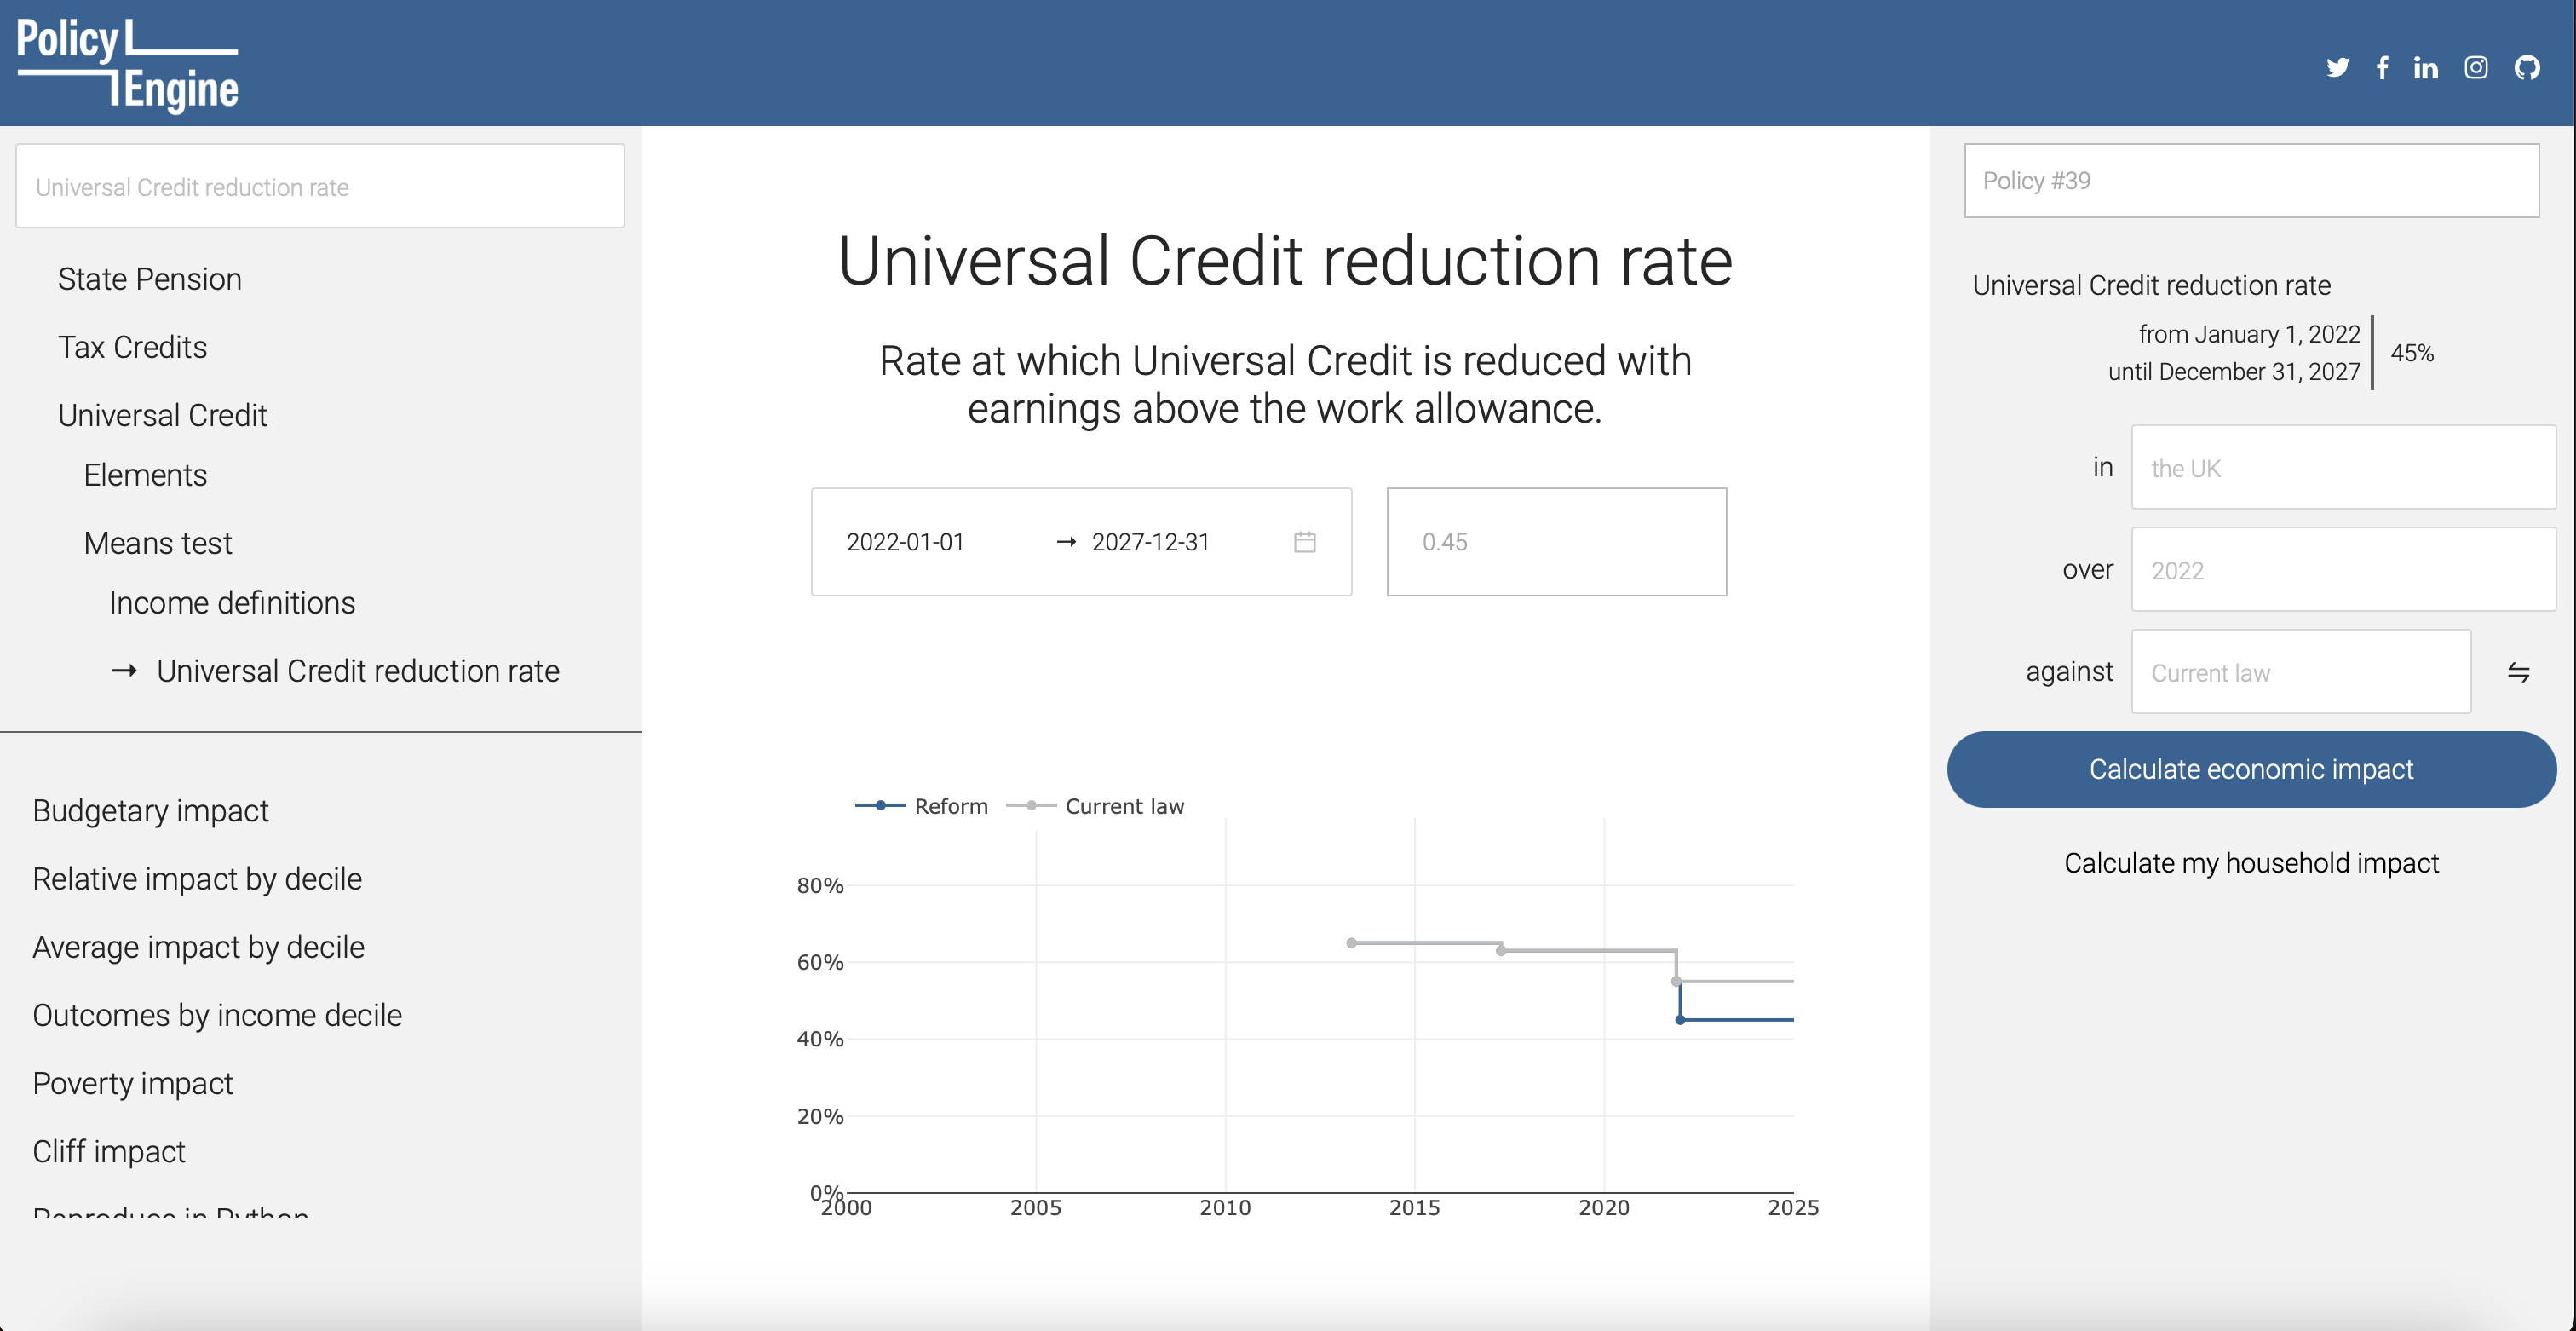 Policy
Engine
Universal Credit reduction rate
State Pension
Tax Credits
Universal Credit
Elements
Means test
Income definitions
→ Universal Credit reduction rate
Budgetary impact
Relative impact by decile
Average impact by decile
Outcomes by income decile
Poverty impact
Cliff impact
Reproduce in Python
Universal Credit reduction rate
Rate at which Universal Credit is reduced with
earnings above the work allowance.
2022-01-01 → 2027-12-31
0.45
Reform Current law
80%
60%
40%
20%
0%
2000 2005 2010 2015 2020 2025
Policy #39
Universal Credit reduction rate
from January 1, 2022
until December 31, 2027
45%
in the UK
over 2022
against Current law
Calculate economic impact
Calculate my household impact